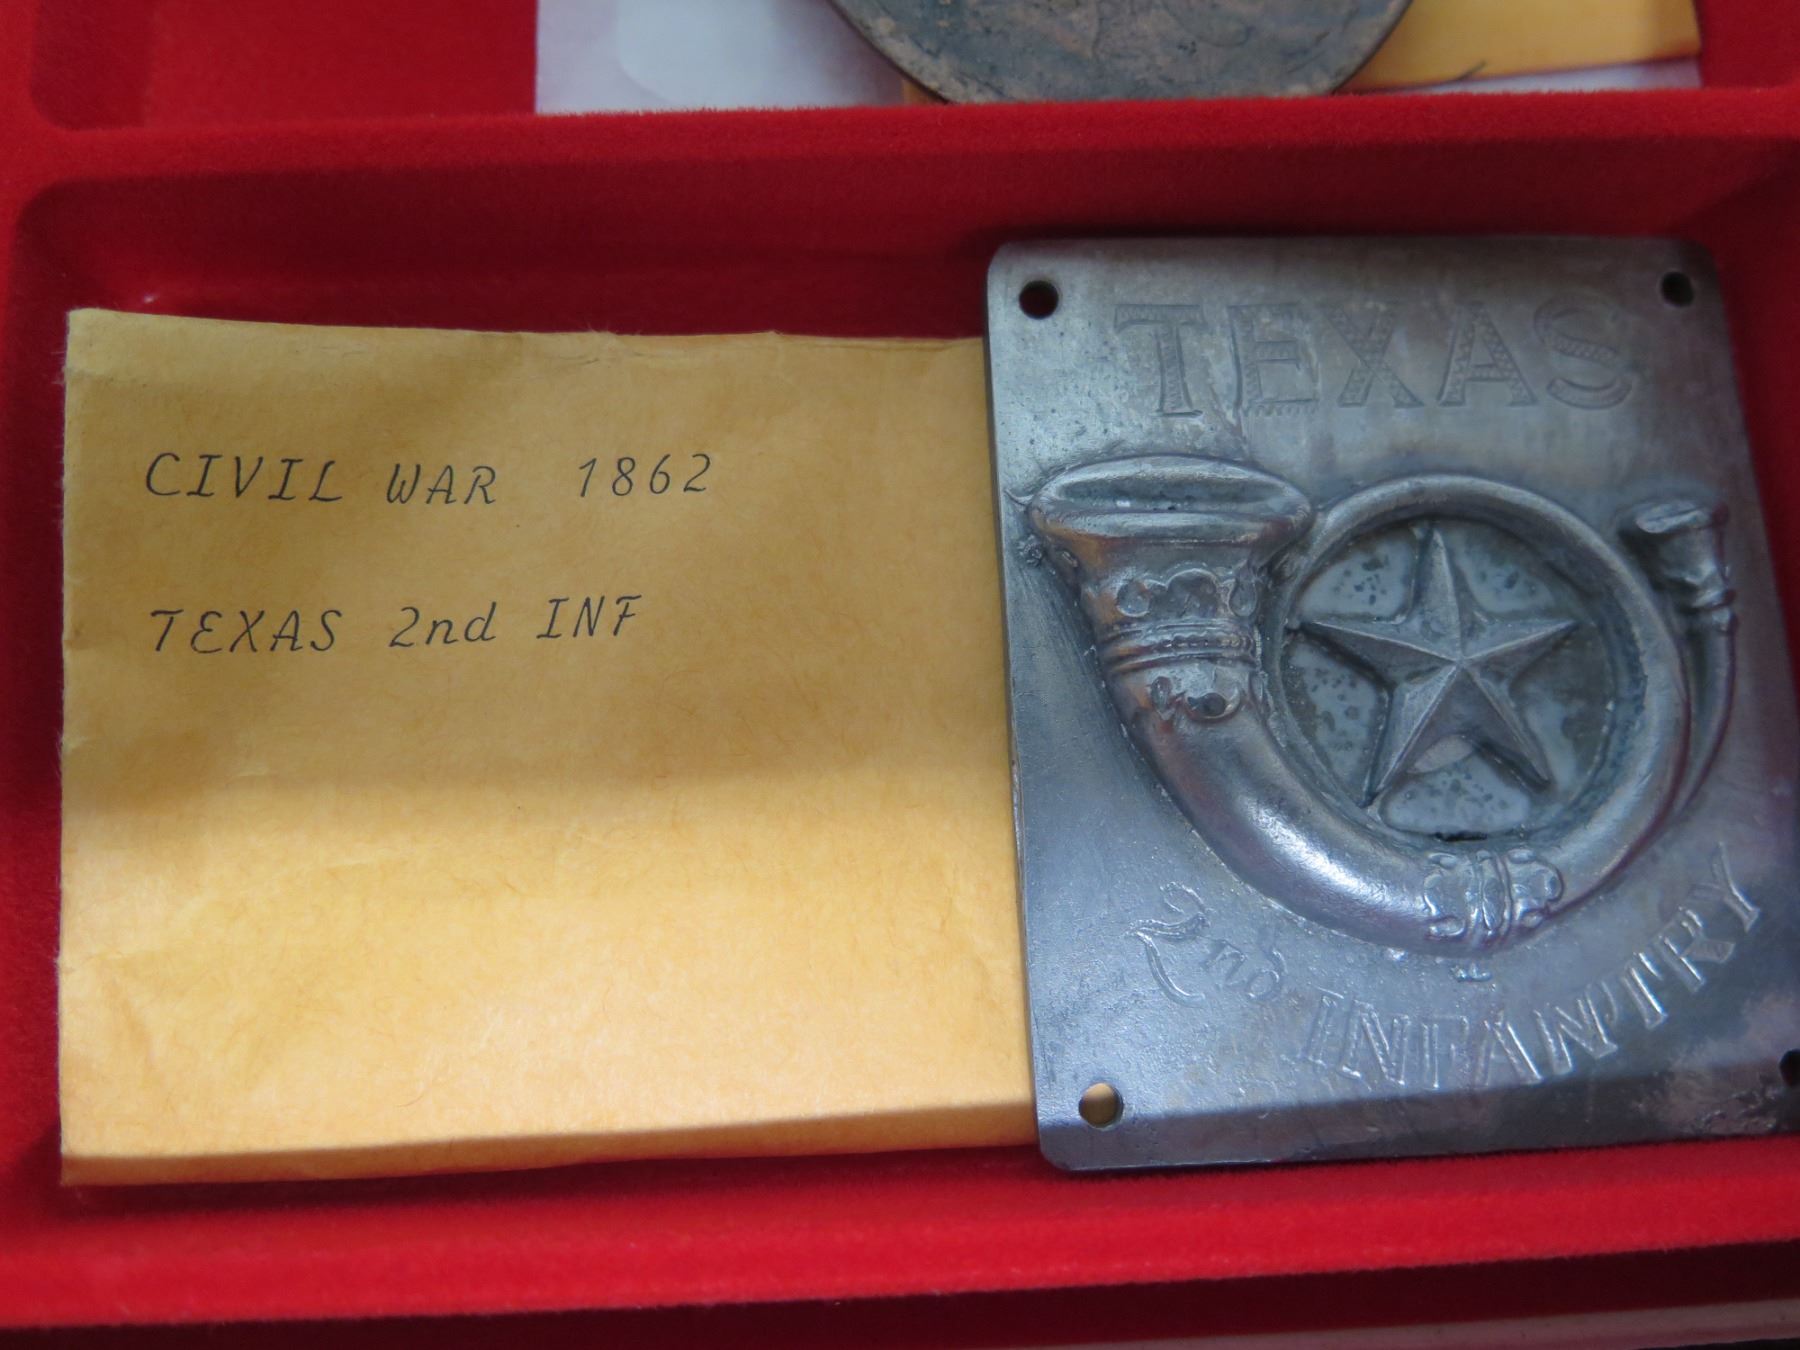 CIVIL WAR 1862
TEXAS 2nd INF
TEXAS
2nd INFANTRY